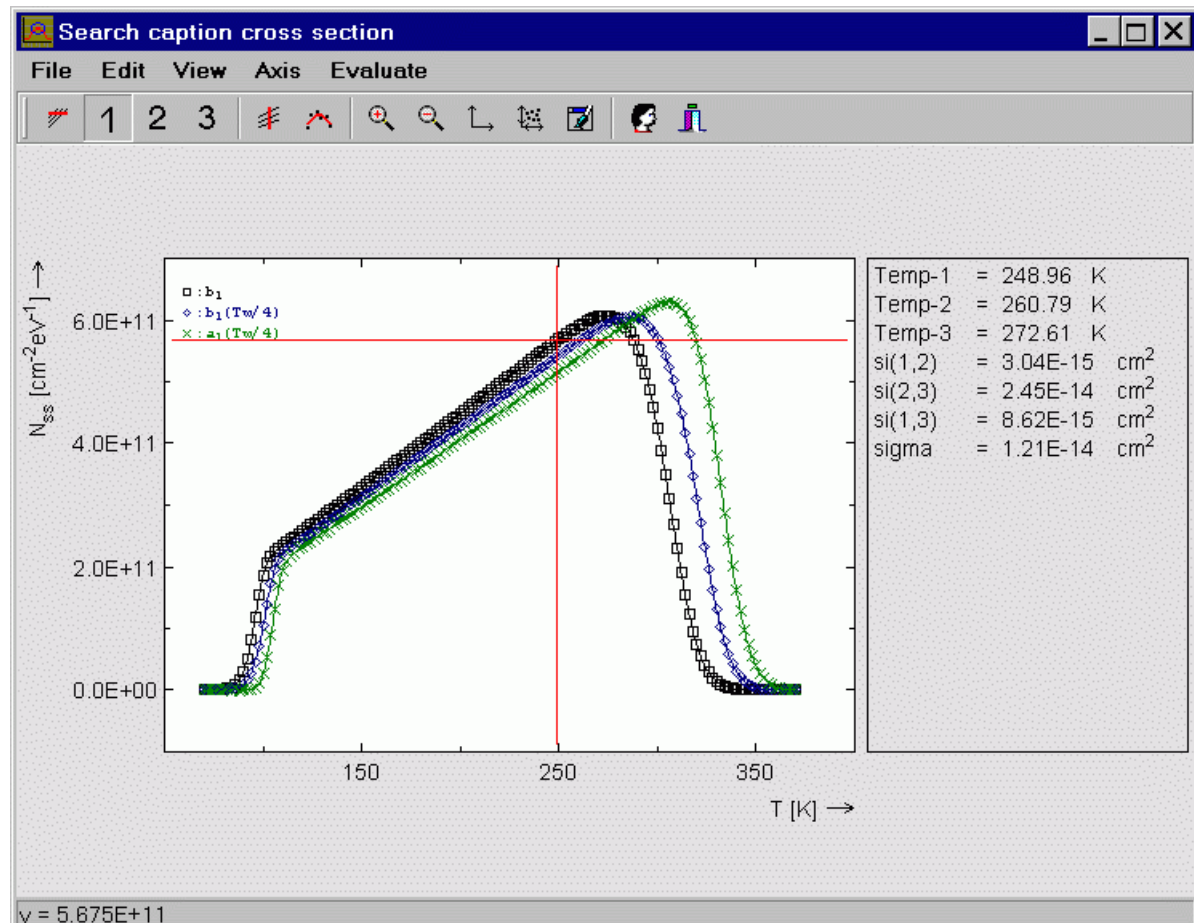 Search caption cross section
File Edit View Axis Evaluate
1 2 3
N_ss [cm⁻²eV⁻¹] →
□ : b₁
◇ : b₁(Tw/4)
× : a₁(Tw/4)
6.0E+11
4.0E+11
2.0E+11
0.0E+00
150 250 350
T [K] →
Temp-1 = 248.96 K
Temp-2 = 260.79 K
Temp-3 = 272.61 K
si(1,2) = 3.04E-15 cm²
si(2,3) = 2.45E-14 cm²
si(1,3) = 8.62E-15 cm²
sigma = 1.21E-14 cm²
y = 5.675E+11